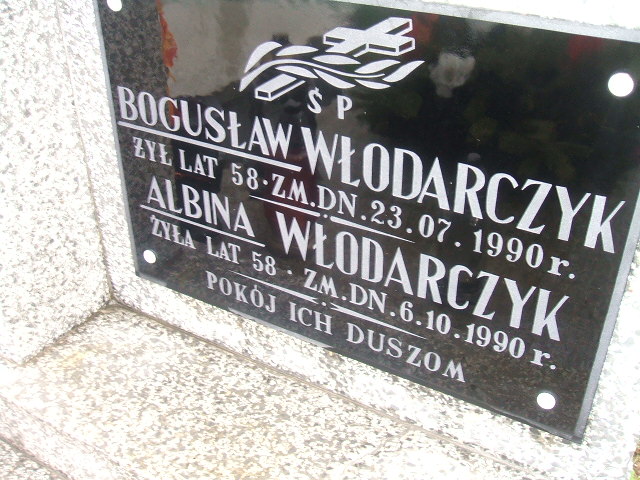 Ś P
BOGUSŁAW WŁODARCZYK
ŻYŁ LAT 58 · ZM. DN. 23.07.1990 r.
ALBINA WŁODARCZYK
ŻYŁA LAT 58 · ZM. DN. 6.10.1990 r.
POKÓJ ICH DUSZOM